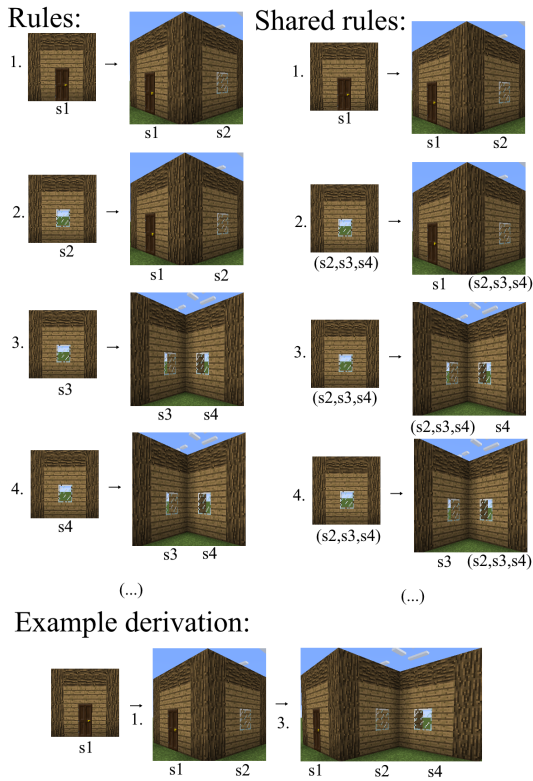 Rules:
1.
s1
s1 s2
2.
s2
s1 s2
3.
s3
s3 s4
4.
s4
s3 s4
(...)
Shared rules:
1.
s1
s1 s2
2.
(s2,s3,s4)
s1 (s2,s3,s4)
3.
(s2,s3,s4)
(s2,s3,s4) s4
4.
(s2,s3,s4)
s3 (s2,s3,s4)
(...)
Example derivation:
s1
1.
s1 s2
3.
s1 s2 s4